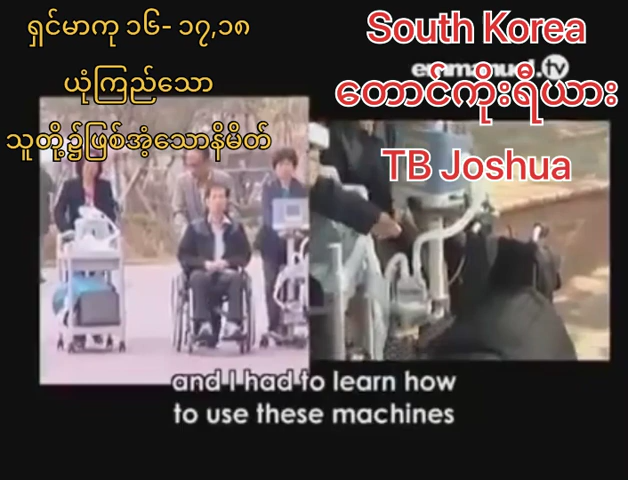 ရှင်မာကု ၁၆- ၁၇,၁၈
ယုံကြည်သော
သူတို့၌ဖြစ်အံ့သောနိမိတ်
South Korea
emmanuel.tv
တောင်ကိုးရီယား
TB Joshua
and I had to learn how
to use these machines